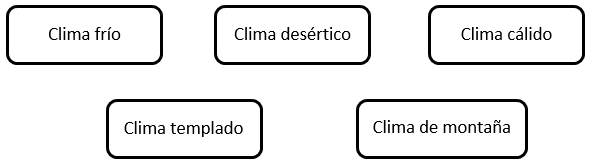 Clima frío
Clima desértico
Clima cálido
Clima templado
Clima de montaña